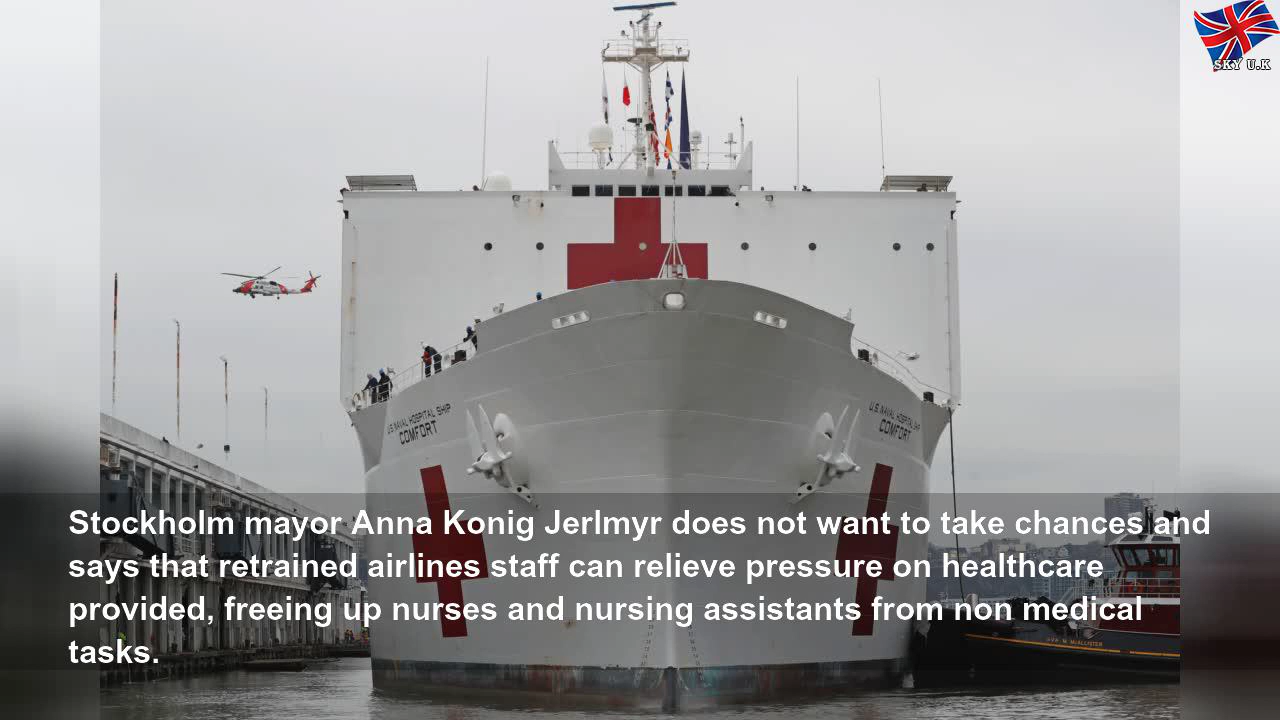 SKY U.K
U.S. NAVAL HOSPITAL SHIP
COMFORT
U.S. NAVAL HOSPITAL SHIP
COMFORT
Stockholm mayor Anna Konig Jerlmyr does not want to take chances and
says that retrained airlines staff can relieve pressure on healthcare
provided, freeing up nurses and nursing assistants from non medical
tasks.